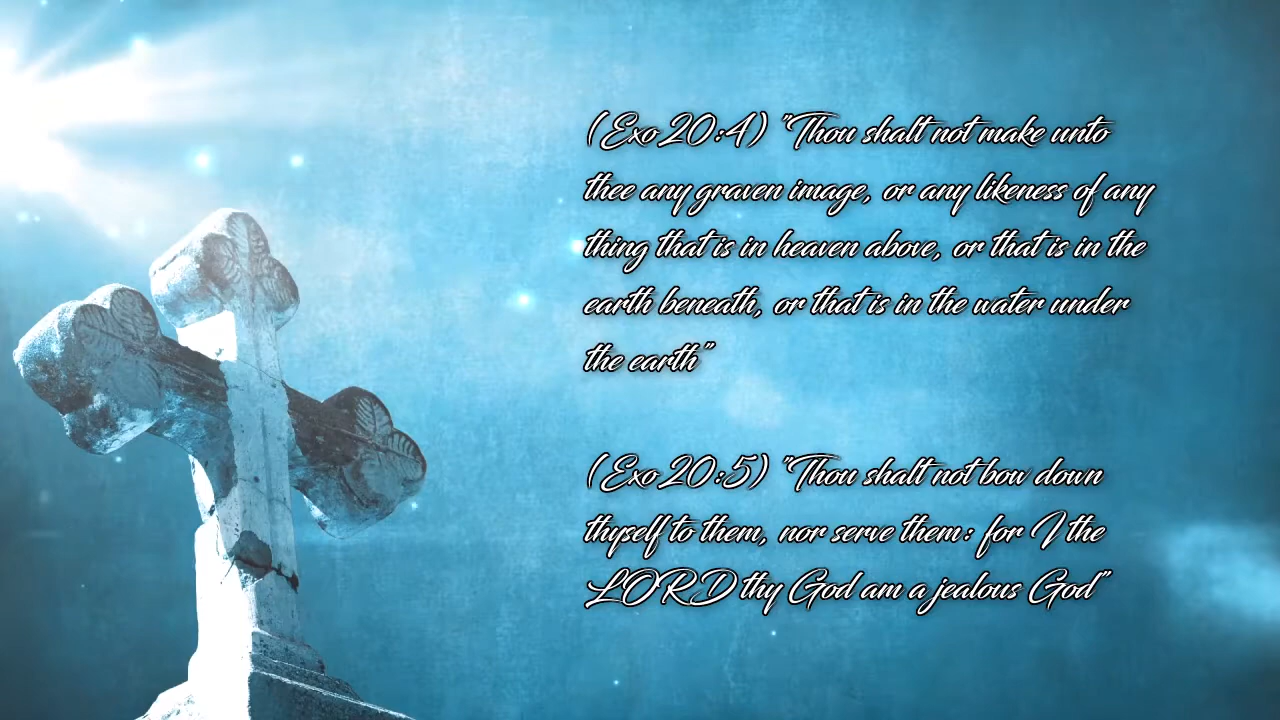 (Exo 20:4) "Thou shalt not make unto
thee any graven image, or any likeness of any
thing that is in heaven above, or that is in the
earth beneath, or that is in the water under
the earth"
(Exo 20:5) "Thou shalt not bow down
thyself to them, nor serve them: for I the
LORD thy God am a jealous God"